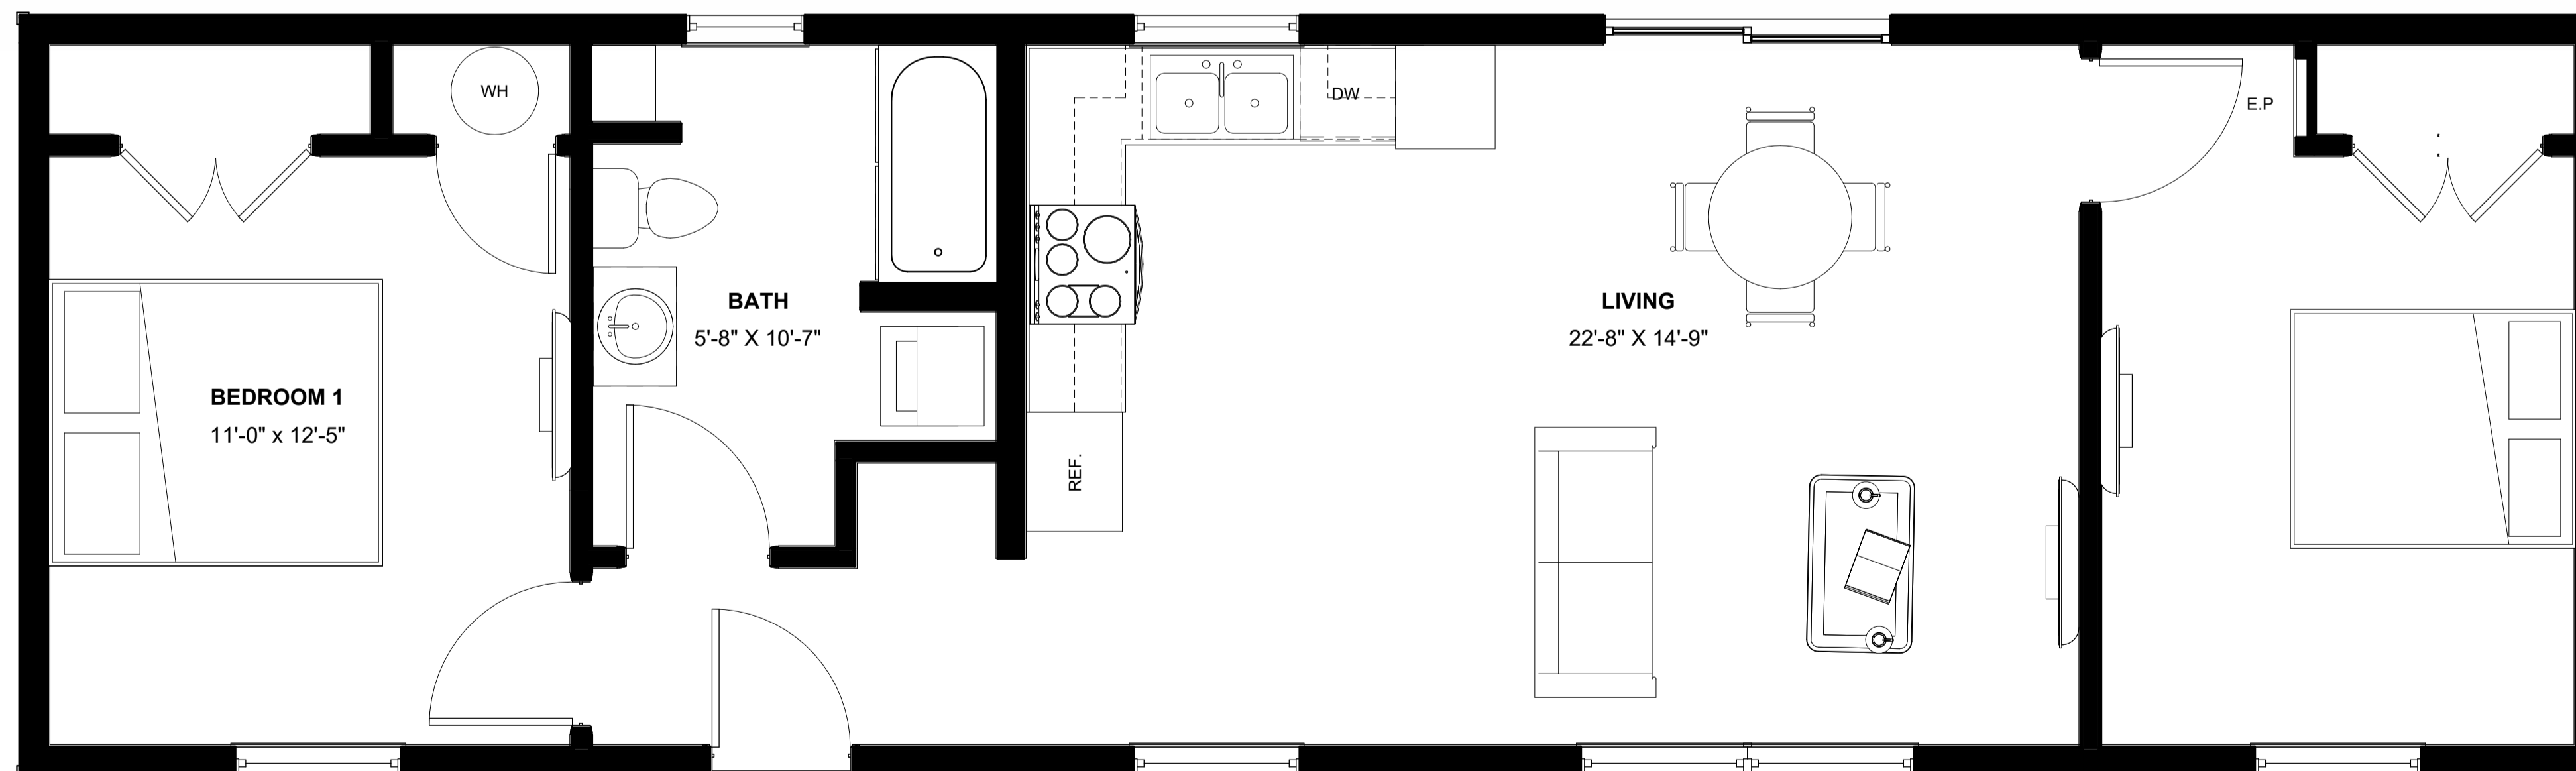 WH
DW
E.P
BATH
5'-8" X 10'-7"
LIVING
22'-8" X 14'-9"
BEDROOM 1
11'-0" x 12'-5"
REF.